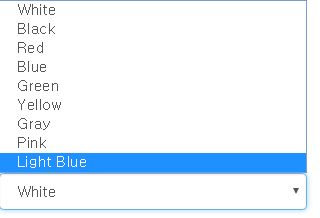 White
Black
Red
Blue
Green
Yellow
Gray
Pink
Light Blue
White